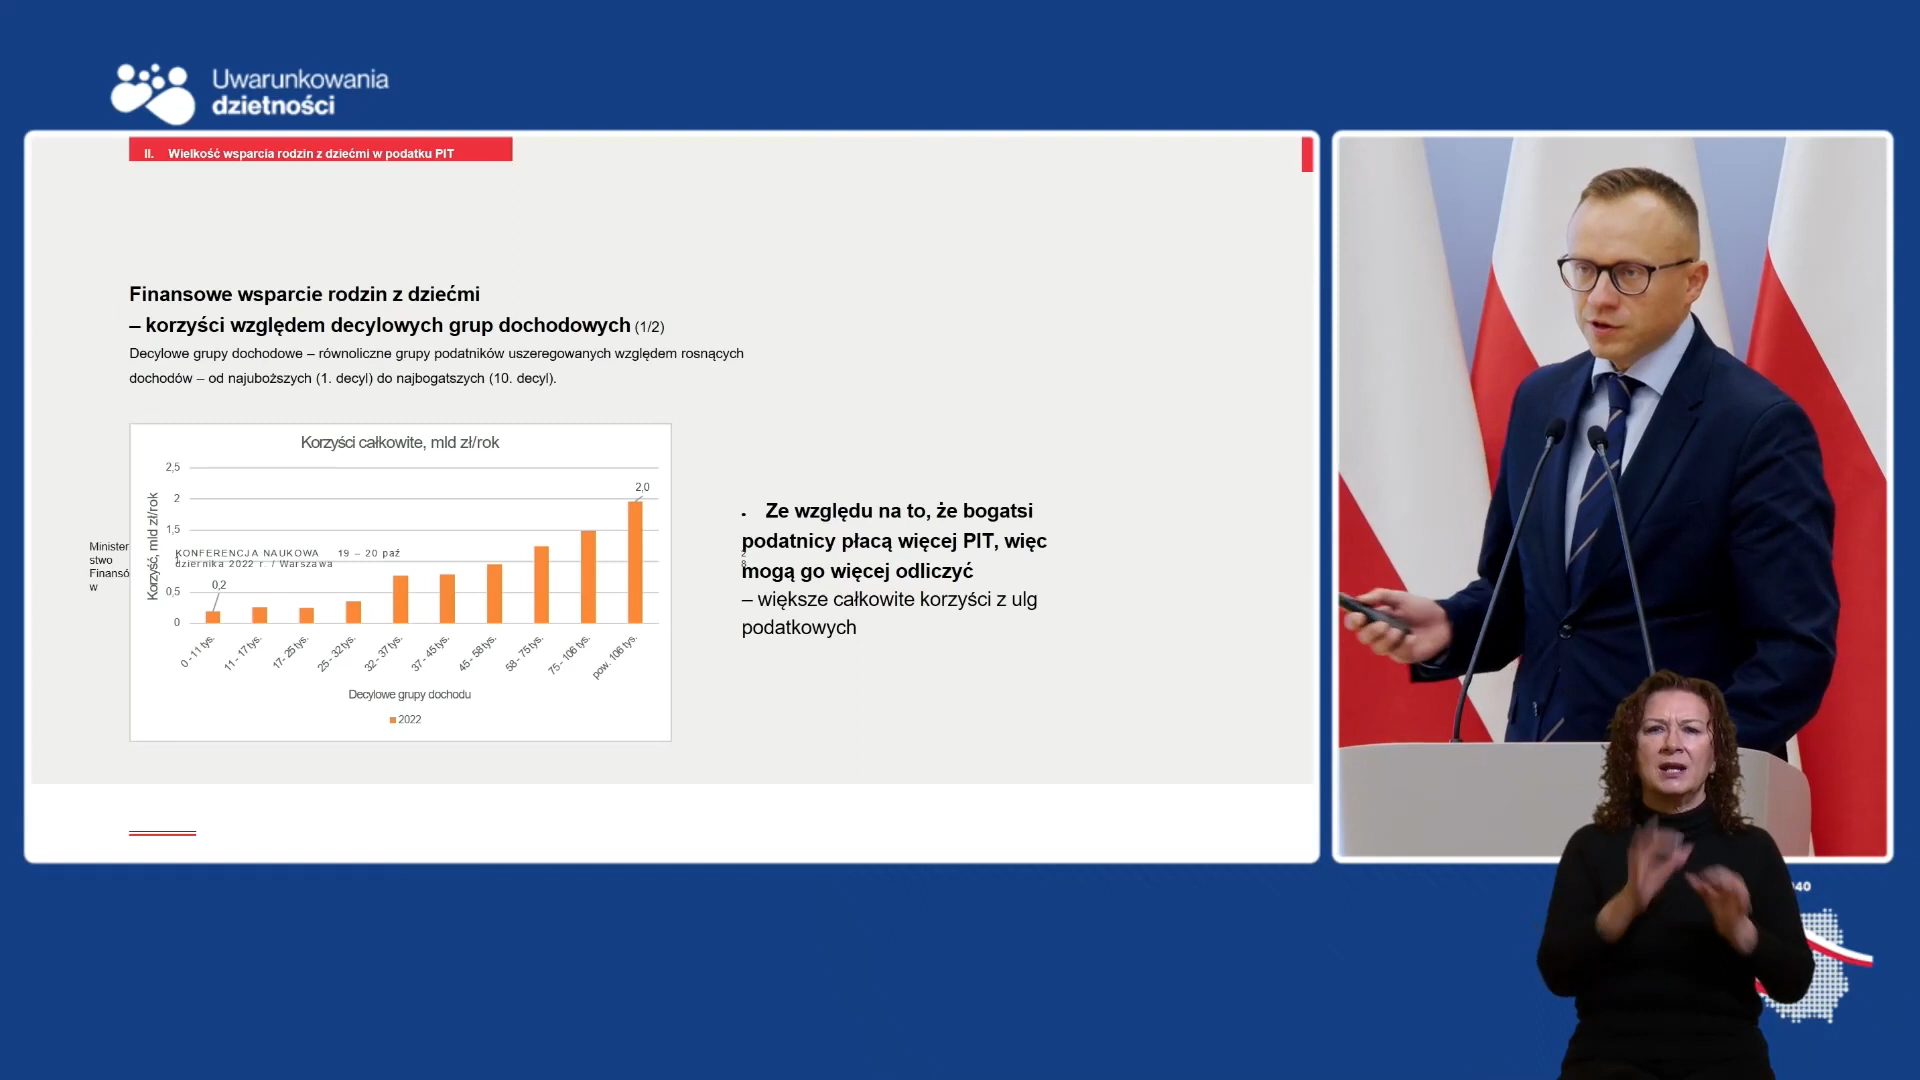 Uwarunkowania
dzietności
II. Wielkość wsparcia rodzin z dziećmi w podatku PIT
Finansowe wsparcie rodzin z dziećmi
– korzyści względem decylowych grup dochodowych (1/2)
Decylowe grupy dochodowe – równoliczne grupy podatników uszeregowanych względem rosnących
dochodów – od najuboższych (1. decyl) do najbogatszych (10. decyl).
Korzyści całkowite, mld zł/rok
Korzyść, mld zł/rok
2,5
2
1,5
1
0,5
0
0,2
2,0
0 - 11 tys.
11 - 17 tys.
17 - 25 tys.
25 - 32 tys.
32 - 37 tys.
37 - 45 tys.
45 - 58 tys.
58 - 75 tys.
75 - 106 tys.
pow. 106 tys.
Decylowe grupy dochodu
2022
Minister
stwo
Finansó
w
KONFERENCJA NAUKOWA 19 – 20 paź
dziernika 2022 r. / Warszawa
• Ze względu na to, że bogatsi
podatnicy płacą więcej PIT, więc
mogą go więcej odliczyć
– większe całkowite korzyści z ulg
podatkowych
2
8